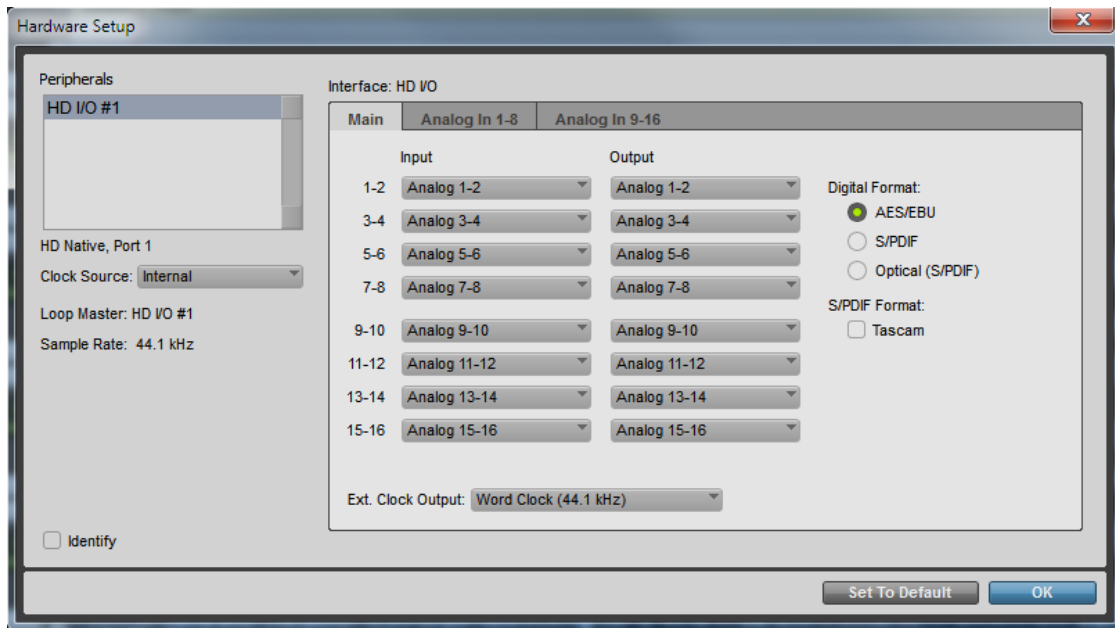 Hardware Setup
Peripherals
HD I/O #1
HD Native, Port 1
Clock Source: Internal
Loop Master: HD I/O #1
Sample Rate: 44.1 kHz
Identify
Interface: HD I/O
Main Analog In 1-8 Analog In 9-16
Input Output
1-2 Analog 1-2 Analog 1-2
3-4 Analog 3-4 Analog 3-4
5-6 Analog 5-6 Analog 5-6
7-8 Analog 7-8 Analog 7-8
9-10 Analog 9-10 Analog 9-10
11-12 Analog 11-12 Analog 11-12
13-14 Analog 13-14 Analog 13-14
15-16 Analog 15-16 Analog 15-16
Ext. Clock Output: Word Clock (44.1 kHz)
Digital Format:
AES/EBU
S/PDIF
Optical (S/PDIF)
S/PDIF Format:
Tascam
Set To Default OK